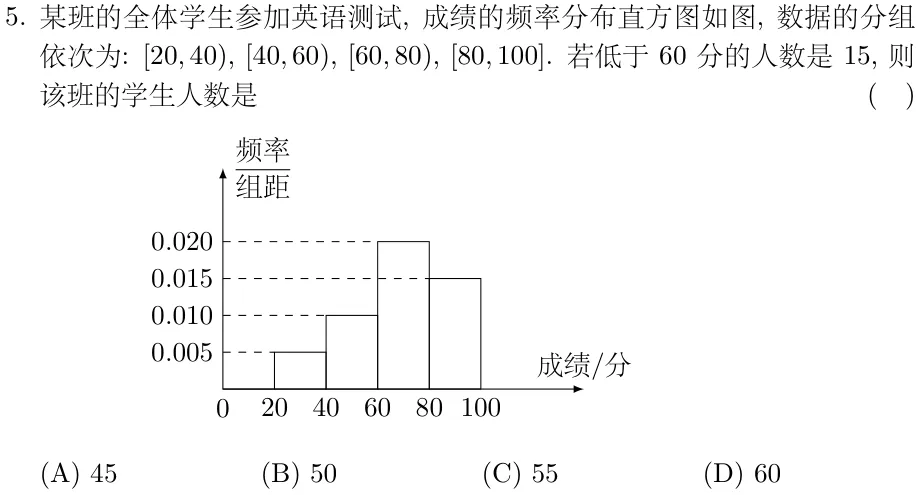 5. 某班的全体学生参加英语测试, 成绩的频率分布直方图如图, 数据的分组
依次为: [20, 40), [40, 60), [60, 80), [80, 100]. 若低于 60 分的人数是 15, 则
该班的学生人数是 ( )
频率
组距
0.020
0.015
0.010
0.005
成绩/分
0 20 40 60 80 100
(A) 45 (B) 50 (C) 55 (D) 60